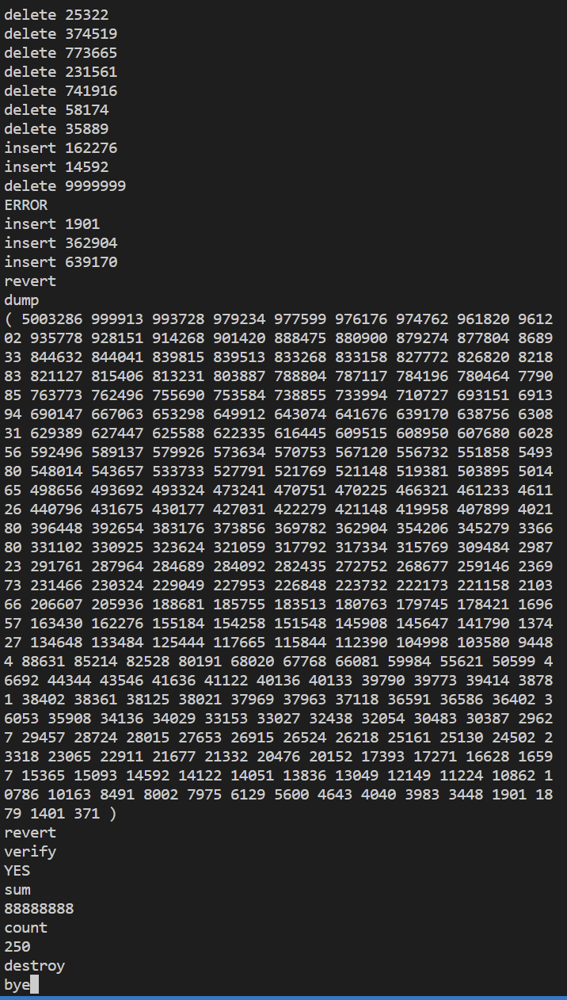 delete 25322
delete 374519
delete 773665
delete 231561
delete 741916
delete 58174
delete 35889
insert 162276
insert 14592
delete 9999999
ERROR
insert 1901
insert 362904
insert 639170
revert
dump
( 5003286 999913 993728 979234 977599 976176 974762 961820 9612
02 935778 928151 914268 901420 888475 880900 879274 877804 8689
33 844632 844041 839815 839513 833268 833158 827772 826820 8218
83 821127 815406 813231 803887 788804 787117 784196 780464 7790
85 763773 762496 755690 753584 738855 733994 710727 693151 6913
94 690147 667063 653298 649912 643074 641676 639170 638756 6308
31 629389 627447 625588 622335 616445 609515 608950 607680 6028
56 592496 589137 579926 573634 570753 567120 556732 551858 5493
80 548014 543657 533733 527791 521769 521148 519381 503895 5014
65 498656 493692 493324 473241 470751 470225 466321 461233 4611
26 440796 431675 430177 427031 422279 421148 419958 407899 4021
80 396448 392654 383176 373856 369782 362904 354206 345279 3366
80 331102 330925 323624 321059 317792 317334 315769 309484 2987
23 291761 287964 284689 284092 282435 272752 268677 259146 2369
73 231466 230324 229049 227953 226848 223732 222173 221158 2103
66 206607 205936 188681 185755 183513 180763 179745 178421 1696
57 163430 162276 155184 154258 151548 145908 145647 141790 1374
27 134648 133484 125444 117665 115844 112390 104998 103580 9448
4 88631 85214 82528 80191 68020 67768 66081 59984 55621 50599 4
6692 44344 43546 41636 41122 40136 40133 39790 39773 39414 3878
1 38402 38361 38125 38021 37969 37963 37118 36591 36586 36402 3
6053 35908 34136 34029 33153 33027 32438 32054 30483 30387 2962
7 29457 28724 28015 27653 26915 26524 26218 25161 25130 24502 2
3318 23065 22911 21677 21332 20476 20152 17393 17271 16628 1659
7 15365 15093 14592 14122 14051 13836 13049 12149 11224 10862 1
0786 10163 8491 8002 7975 6129 5600 4643 4040 3983 3448 1901 18
79 1401 371 )
revert
verify
YES
sum
88888888
count
250
destroy
bye